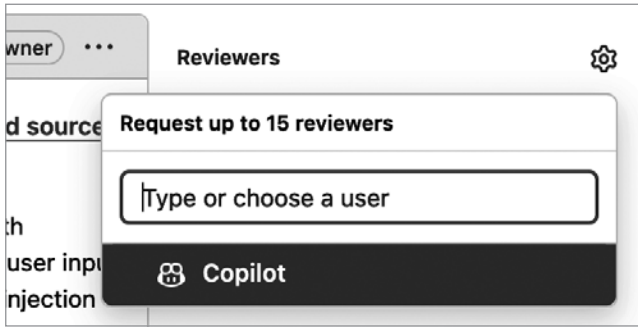 wner ...
Reviewers
d source
Request up to 15 reviewers
Type or choose a user
th
user inpu
Copilot
njection